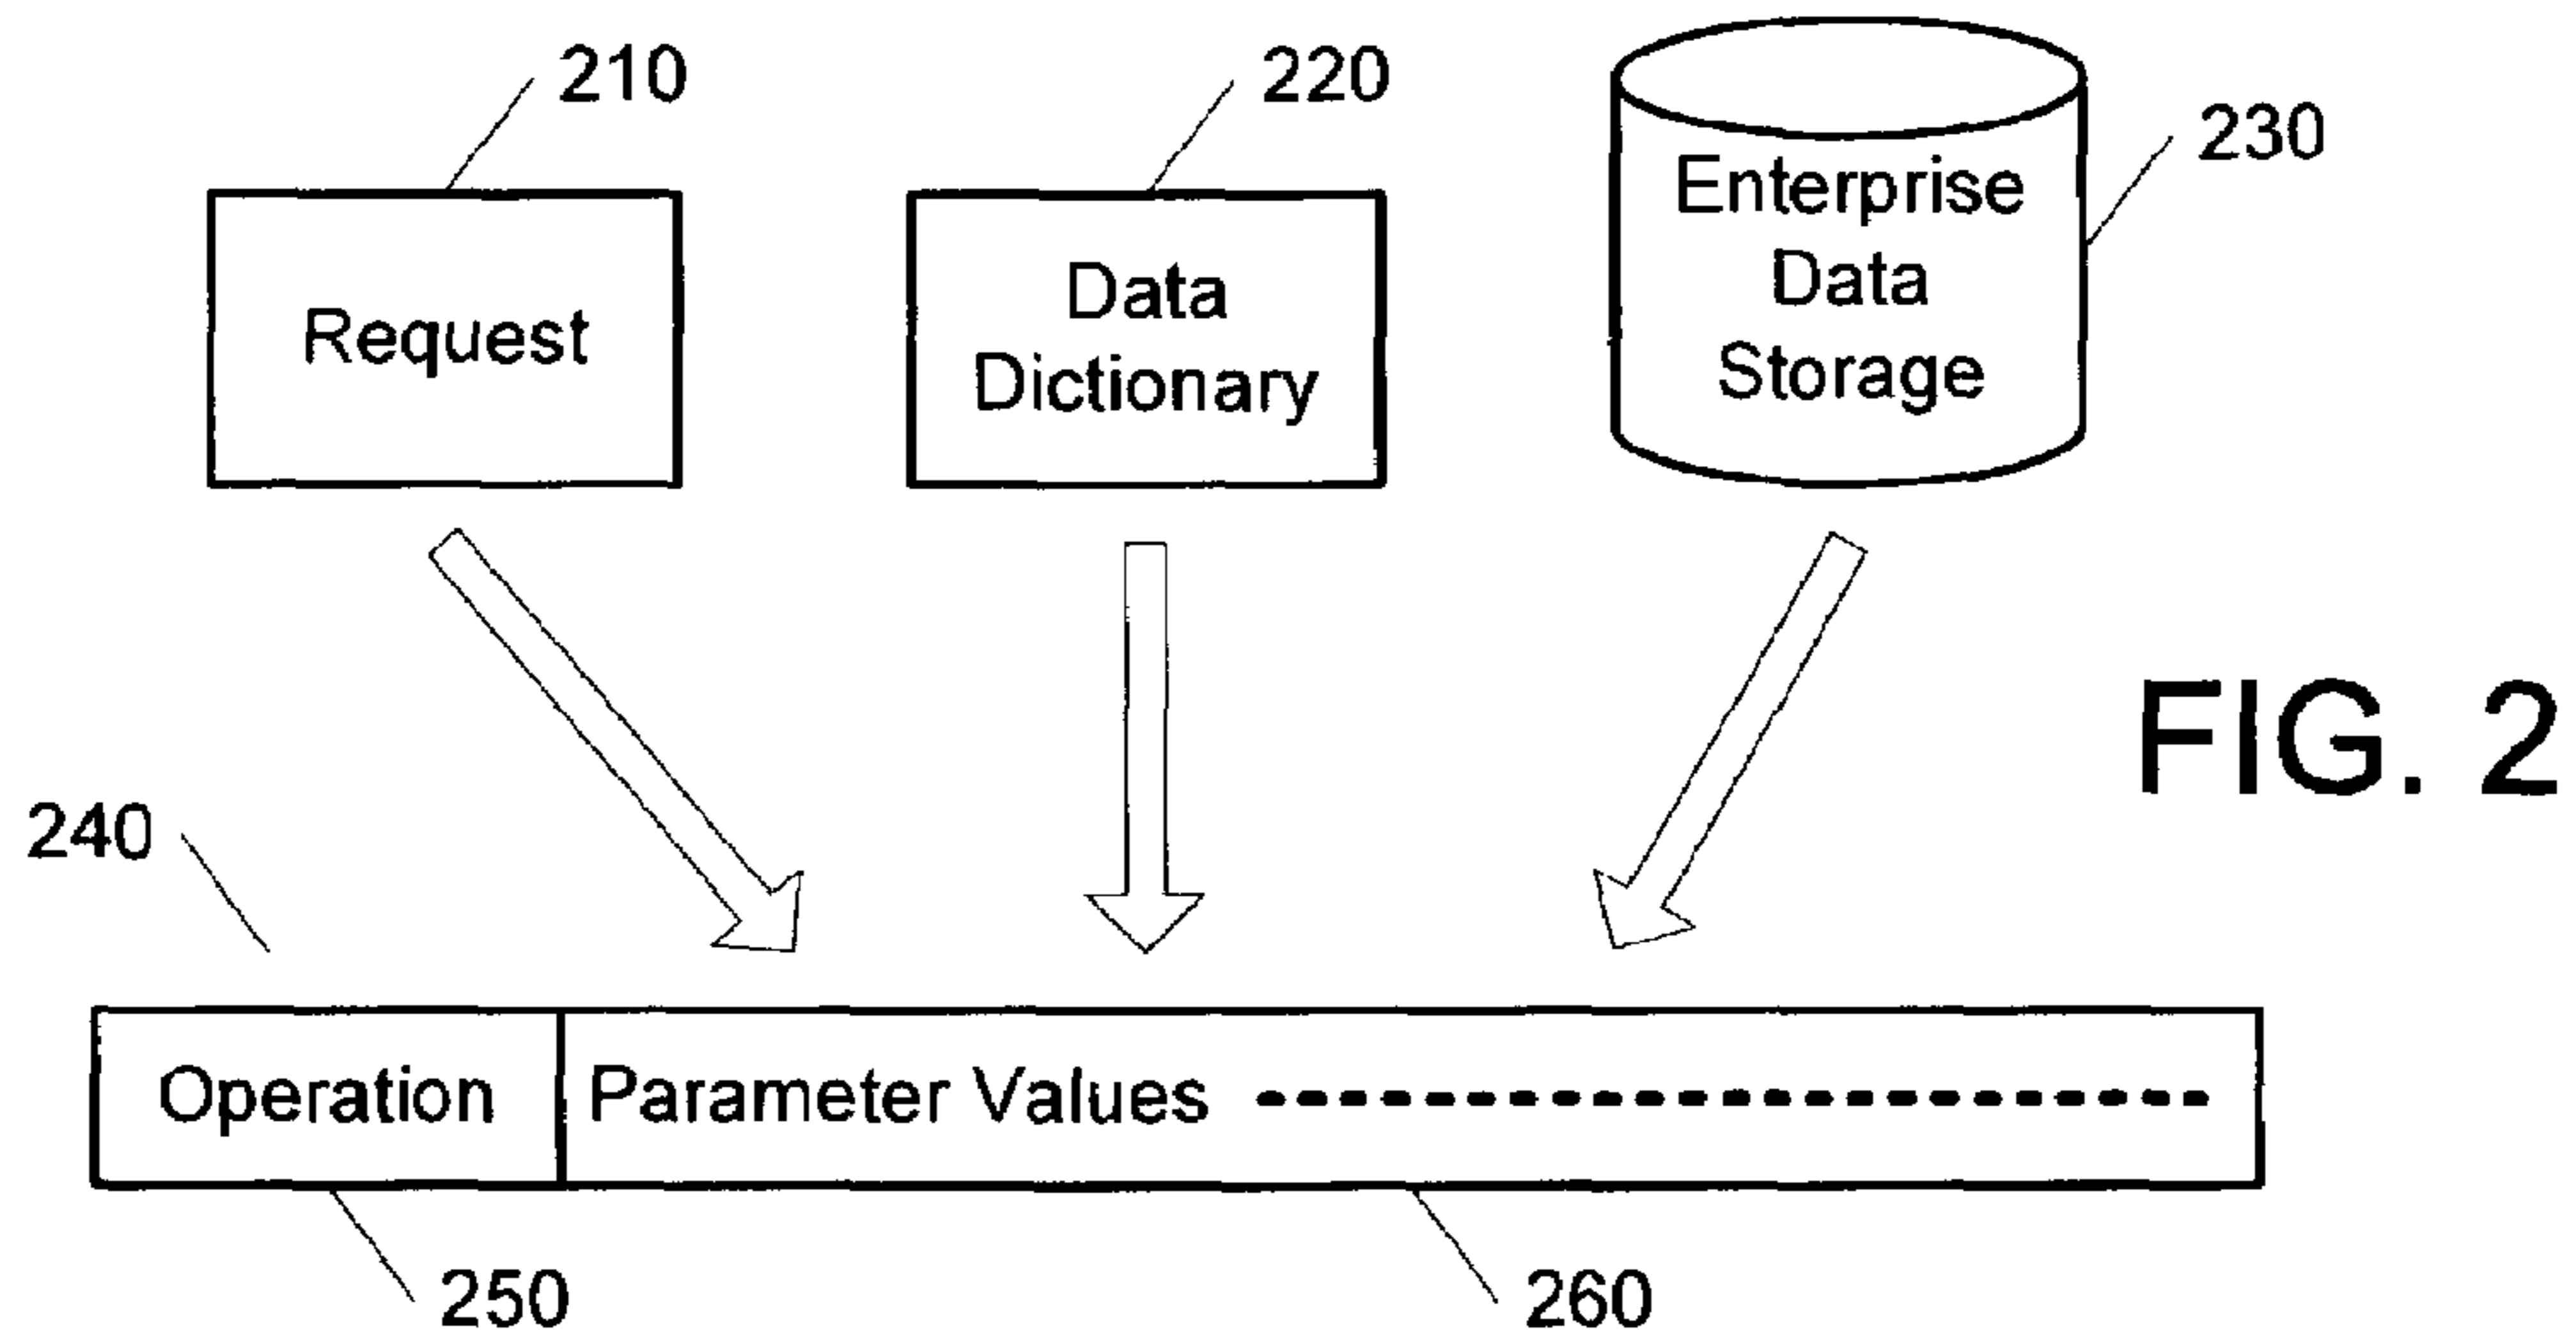 210
220
230
Request
Data
Dictionary
Enterprise
Data
Storage
FIG. 2
240
Operation
Parameter Values
250
260